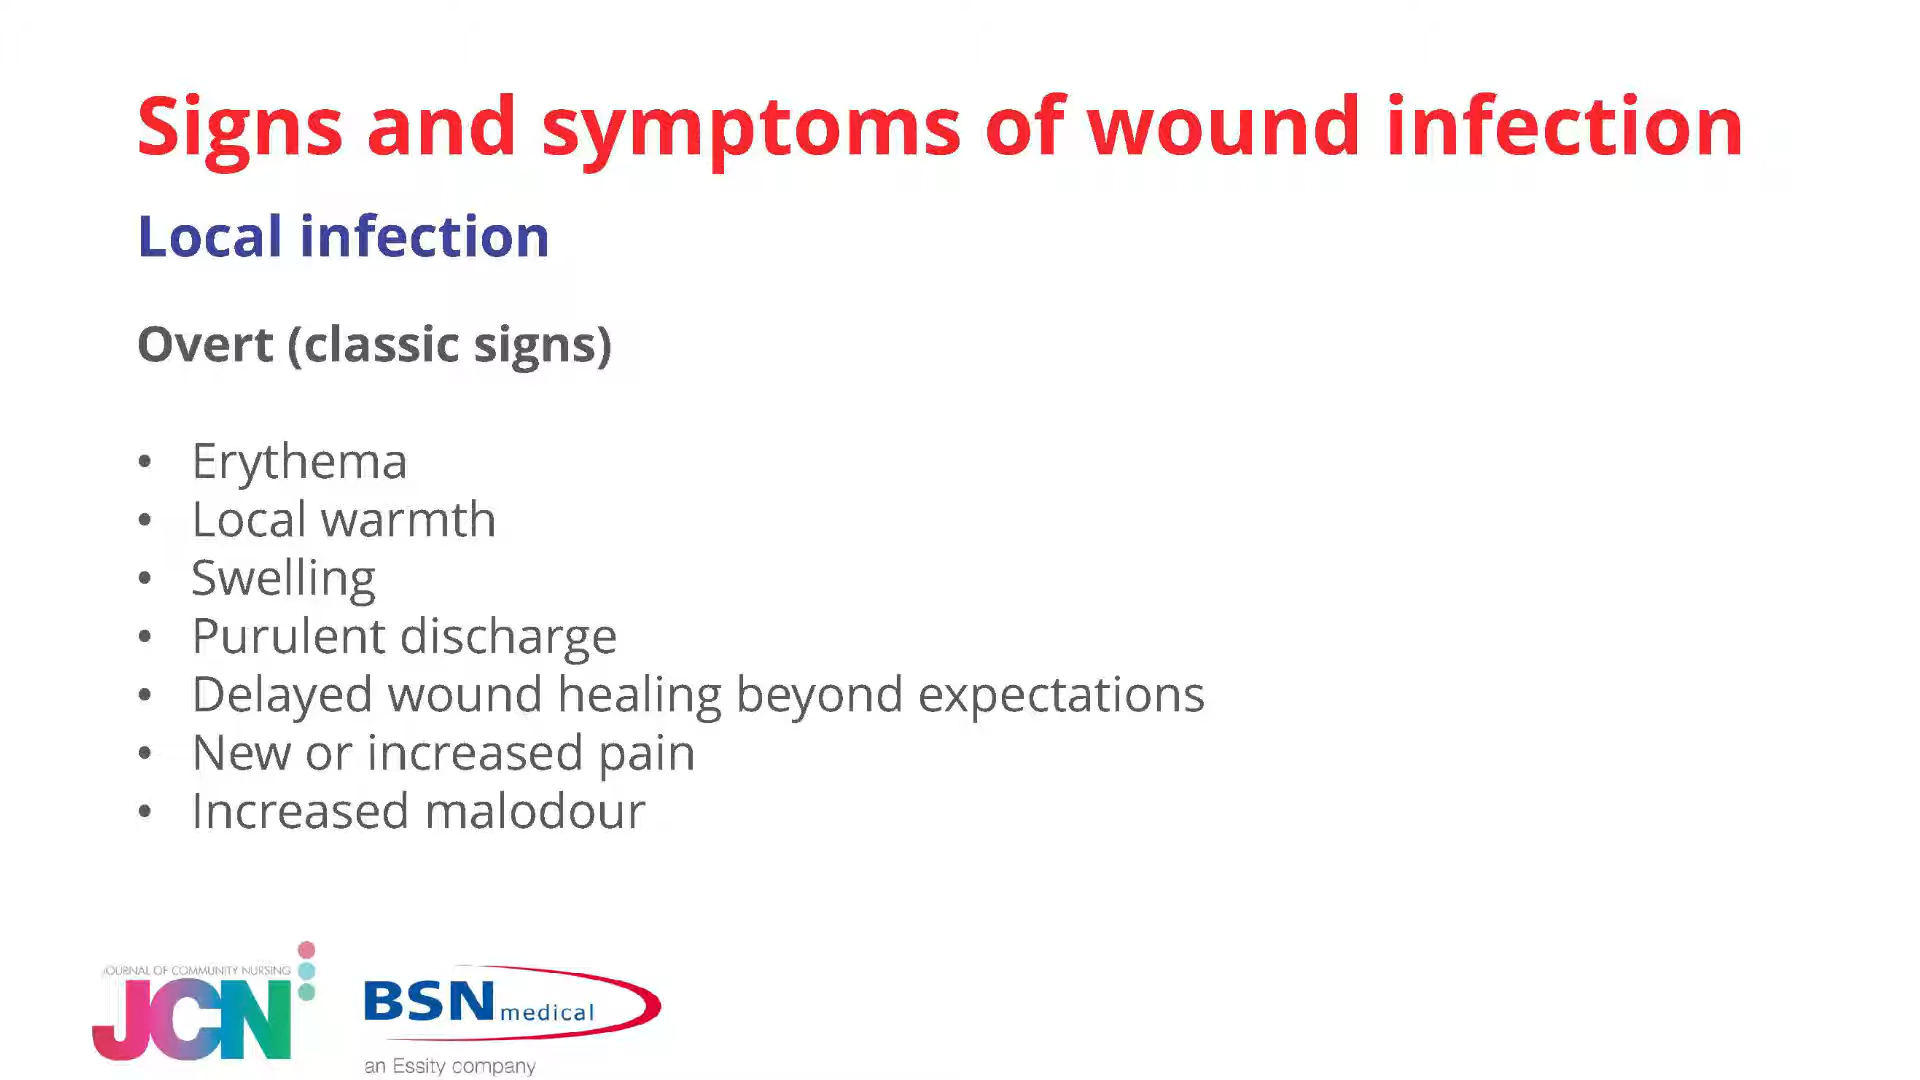 Signs and symptoms of wound infection
Local infection
Overt (classic signs)
• Erythema
• Local warmth
• Swelling
• Purulent discharge
• Delayed wound healing beyond expectations
• New or increased pain
• Increased malodour
JOURNAL OF COMMUNITY NURSING
JCN
BSN medical
an Essity company